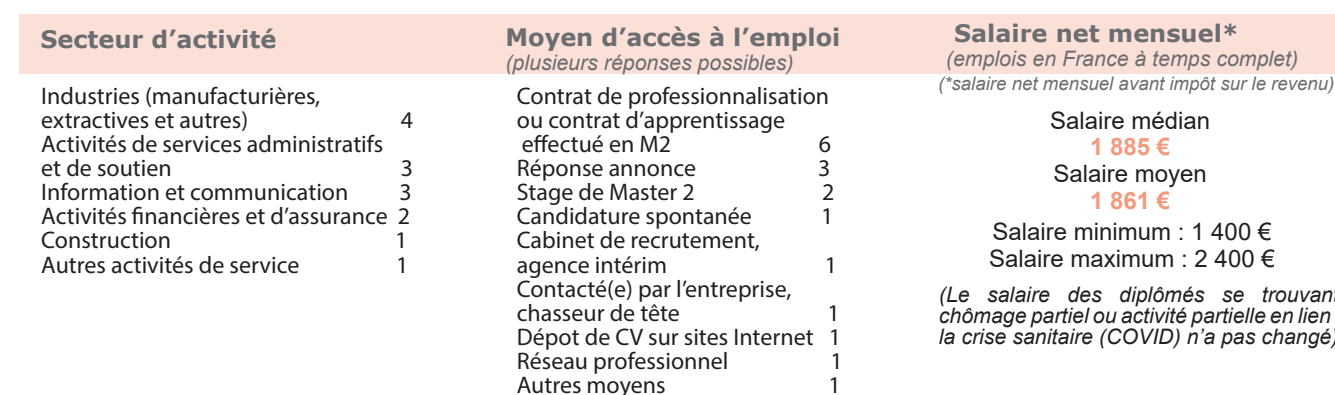 Secteur d'activité
Industries (manufacturières,
extractives et autres) 4
Activités de services administratifs
et de soutien 3
Information et communication 3
Activités financières et d'assurance 2
Construction 1
Autres activités de service 1
Moyen d'accès à l'emploi
(plusieurs réponses possibles)
Contrat de professionnalisation
ou contrat d'apprentissage
effectué en M2 6
Réponse annonce 3
Stage de Master 2 2
Candidature spontanée 1
Cabinet de recrutement,
agence intérim 1
Contacté(e) par l'entreprise,
chasseur de tête 1
Dépot de CV sur sites Internet 1
Réseau professionnel 1
Autres moyens 1
Salaire net mensuel*
(emplois en France à temps complet)
(*salaire net mensuel avant impôt sur le revenu)
Salaire médian
1 885 €
Salaire moyen
1 861 €
Salaire minimum : 1 400 €
Salaire maximum : 2 400 €
(Le salaire des diplômés se trouvant
chômage partiel ou activité partielle en lien
la crise sanitaire (COVID) n'a pas changé)